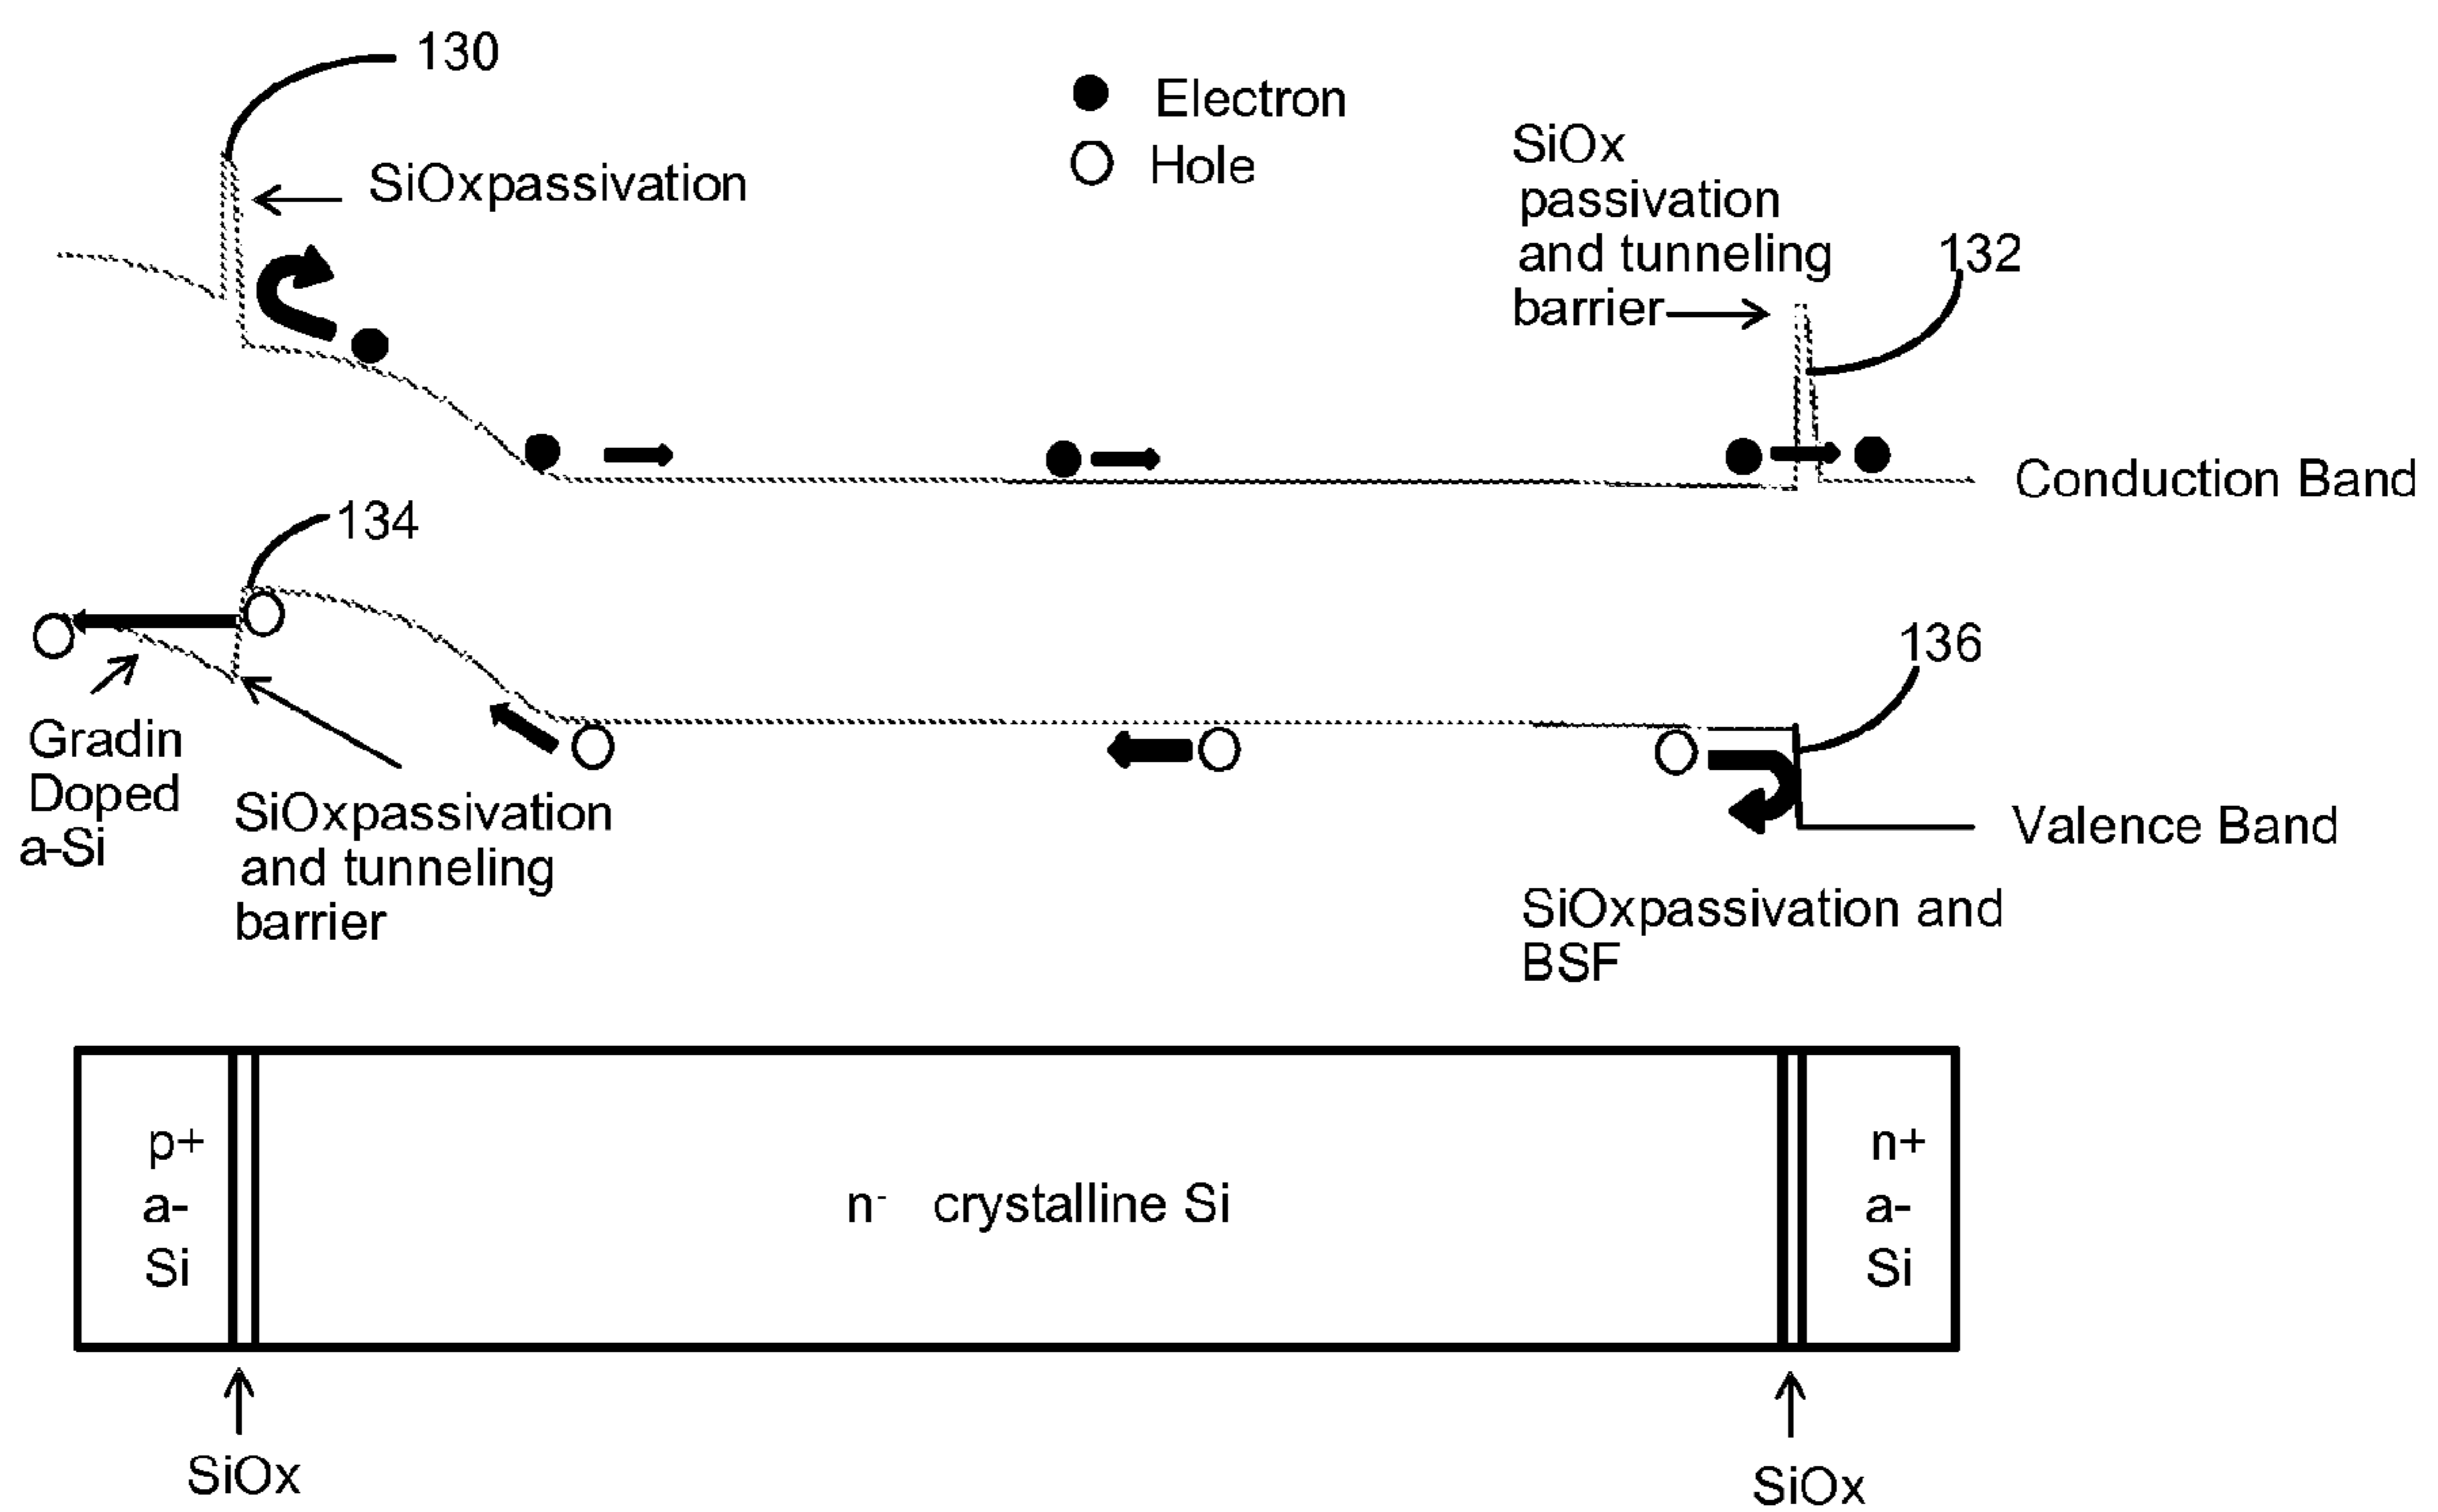 130
Electron
Hole
SiOxpassivation
SiOx
passivation
and tunneling
barrier
132
Conduction Band
134
136
Gradin
Doped
a-Si
SiOxpassivation
and tunneling
barrier
Valence Band
SiOxpassivation and
BSF
p+
a-
Si
n- crystalline Si
n+
a-
Si
SiOx
SiOx